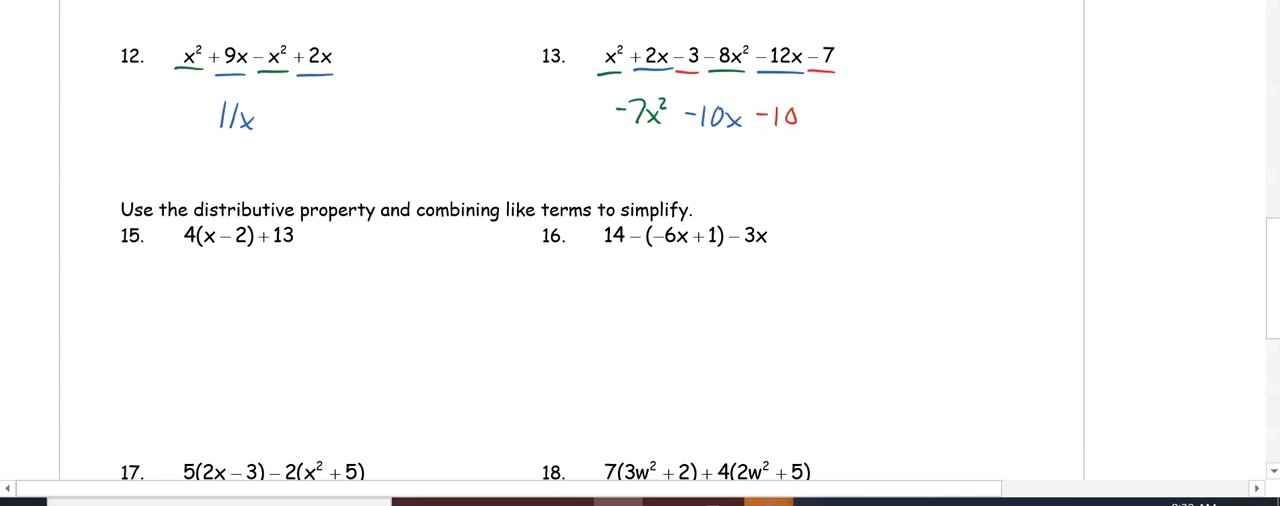 12. x² + 9x – x² + 2x 13. x² + 2x – 3 – 8x² – 12x – 7
11x -7x² -10x -10
Use the distributive property and combining like terms to simplify.
15. 4(x – 2) + 13 16. 14 – (–6x + 1) – 3x
17. 5(2x – 3) – 2(x² + 5) 18. 7(3w² + 2) + 4(2w² + 5)